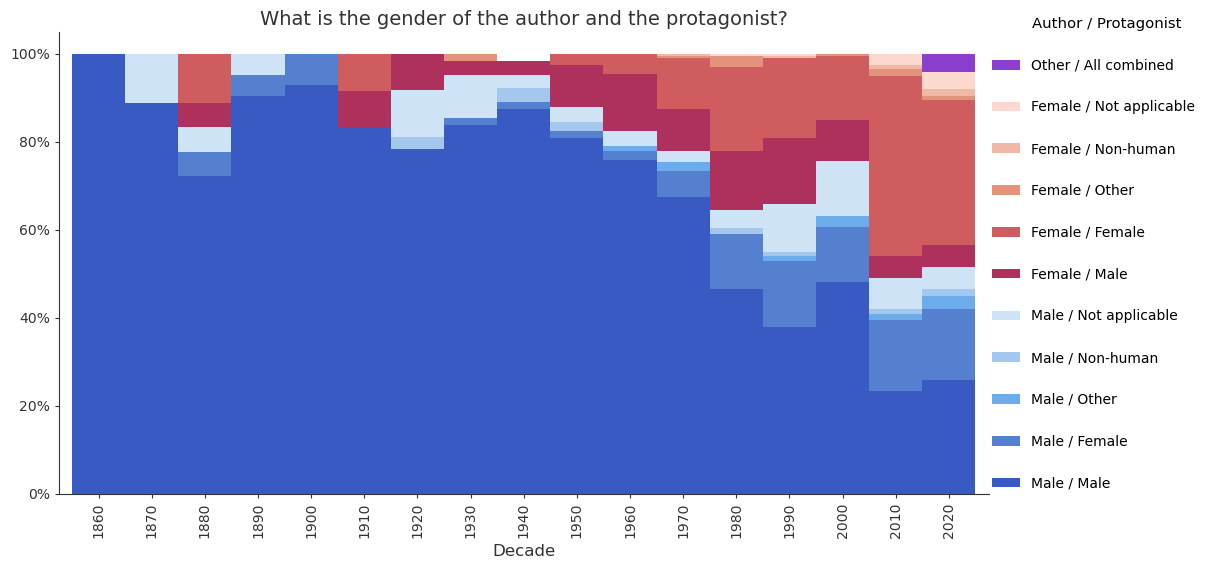 What is the gender of the author and the protagonist?
Author / Protagonist
100%
80%
60%
40%
20%
0%
Other / All combined
Female / Not applicable
Female / Non-human
Female / Other
Female / Female
Female / Male
Male / Not applicable
Male / Non-human
Male / Other
Male / Female
Male / Male
1860
1870
1880
1890
1900
1910
1920
1930
1940
1950
1960
1970
1980
1990
2000
2010
2020
Decade